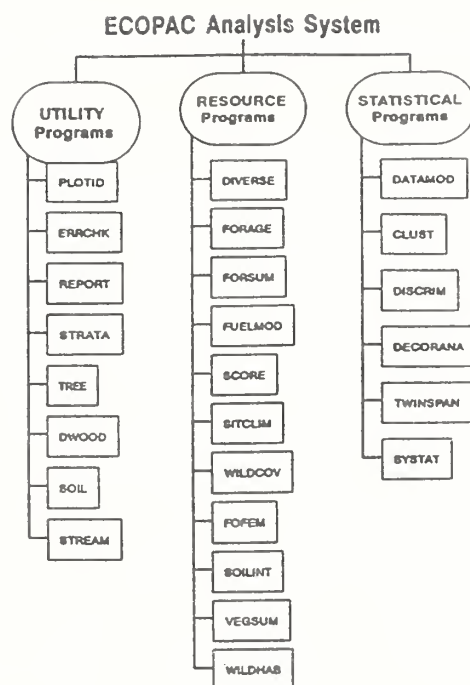 ECOPAC Analysis System
UTILITY
Programs
PLOTID
ERRCHK
REPORT
STRATA
TREE
DWOOD
SOIL
STREAM
RESOURCE
Programs
DIVERSE
FORAGE
FORSUM
FUELMOD
SCORE
SITCLIM
WILDCOV
FOFEM
SOILINT
VEGSUM
WILDHAB
STATISTICAL
Programs
DATAMOD
CLUST
DISCRIM
DECORANA
TWINSPAN
SYSTAT